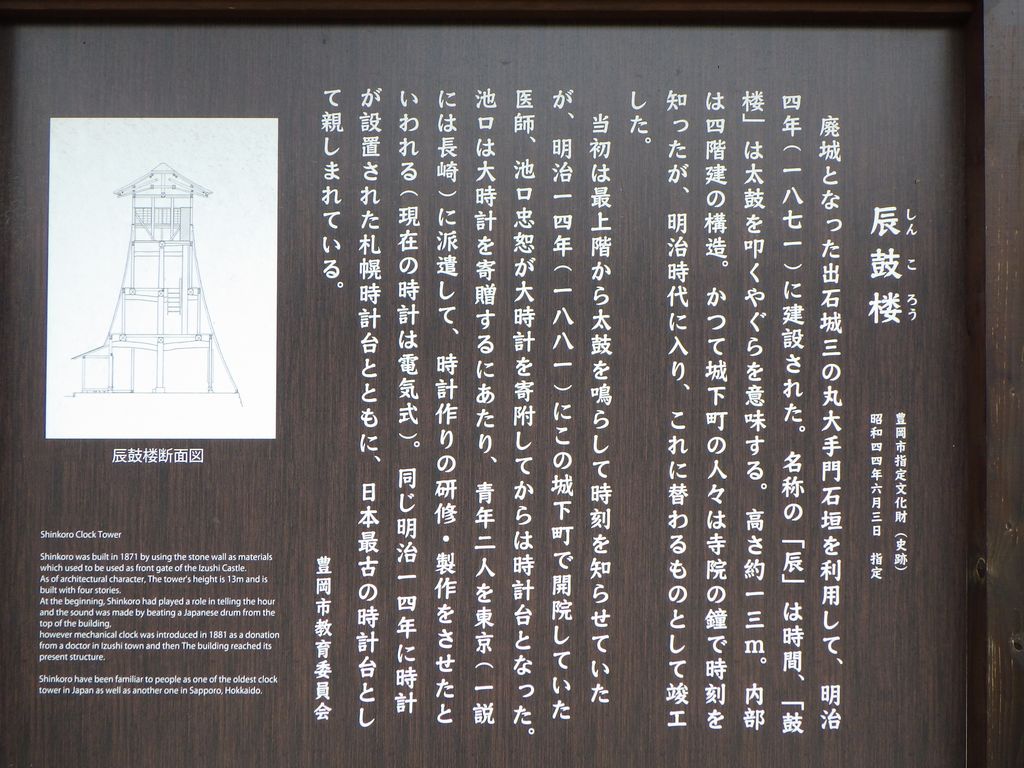 辰鼓楼
しんころう
豊岡市指定文化財（史跡）
昭和四四年六月三日　指定
廃城となった出石城三の丸大手門石垣を利用して、明治
四年（一八七一）に建設された。名称の「辰」は時間、「鼓
楼」は太鼓を叩くやぐらを意味する。高さ約一三ｍ。内部
は四階建の構造。かつて城下町の人々は寺院の鐘で時刻を
知ったが、明治時代に入り、これに替わるものとして竣工
した。
当初は最上階から太鼓を鳴らして時刻を知らせていた
が、明治一四年（一八八一）にこの城下町で開院していた
医師、池口忠恕が大時計を寄附してからは時計台となった。
池口は大時計を寄贈するにあたり、青年二人を東京（一説
には長崎）に派遣して、時計作りの研修・製作をさせたと
いわれる（現在の時計は電気式）。同じ明治一四年に時計
が設置された札幌時計台とともに、日本最古の時計台とし
て親しまれている。
豊岡市教育委員会
辰鼓楼断面図
Shinkoro Clock Tower
Shinkoro was built in 1871 by using the stone wall as materials
which used to be used as front gate of the Izushi Castle.
As of architectural character, The tower's height is 13m and is
built with four stories.
At the beginning, Shinkoro had played a role in telling the hour
and the sound was made by beating a Japanese drum from the
top of the building,
however mechanical clock was introduced in 1881 as a donation
from a doctor in Izushi town and then The building reached its
present structure.
Shinkoro have been familiar to people as one of the oldest clock
tower in Japan as well as another one in Sapporo, Hokkaido.